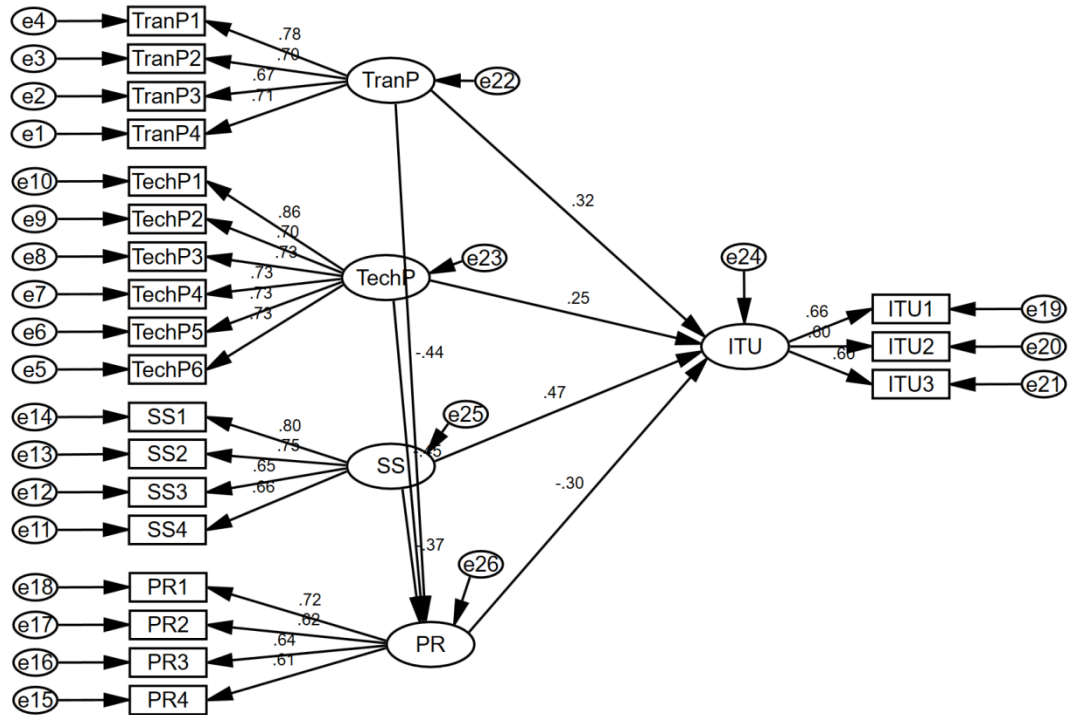 e4 TranP1
.78
e3 TranP2 .70
.67
TranP e22
e2 TranP3 .71
e1 TranP4
e10 TechP1
.86
e9 TechP2 .70
.32
e8 TechP3 .73
e23
e24
.73
TechP
e7 TechP4 .73
.25
e6 TechP5 .73
.66 ITU1 e19
.60
ITU
ITU2 e20
-.44
.60
e5 TechP6
ITU3 e21
.47
e14 SS1 .80
e25
.75
e13 SS2
-.45
.65
SS
e12 SS3 .66
-.30
e11 SS4
-.37
e26
e18 PR1
.72
e17 PR2 .62
.64
PR
e16 PR3 .61
e15 PR4